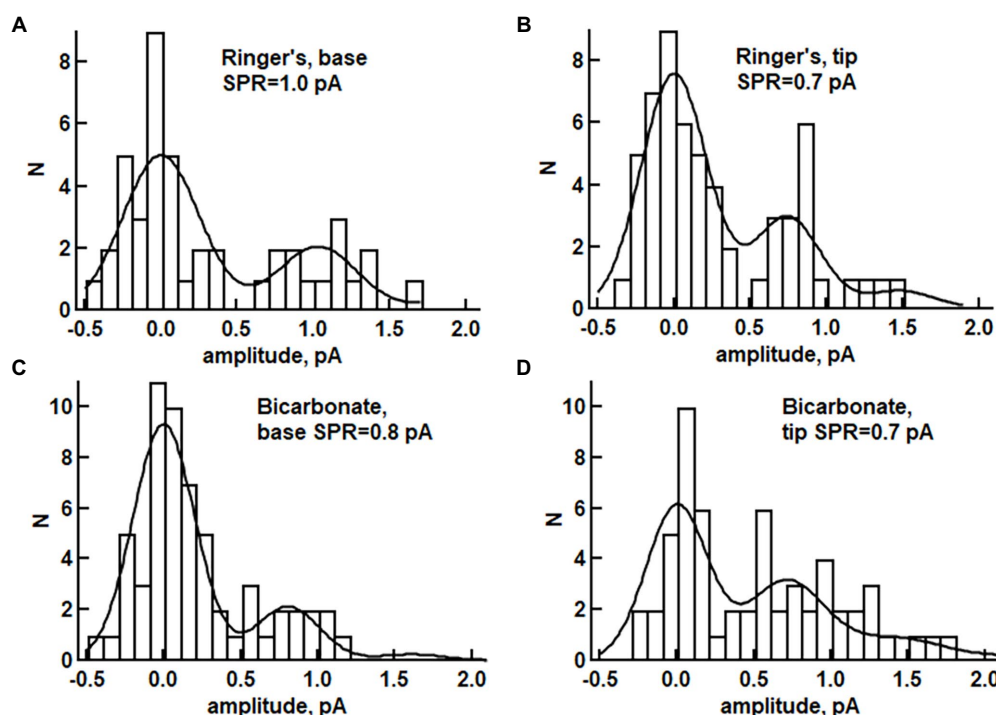 A
Ringer's, base
SPR=1.0 pA
N
8
6
4
2
0
-0.5 0.0 0.5 1.0 1.5 2.0
amplitude, pA
B
Ringer's, tip
SPR=0.7 pA
N
8
6
4
2
0
-0.5 0.0 0.5 1.0 1.5 2.0
amplitude, pA
C
Bicarbonate,
base SPR=0.8 pA
N
10
8
6
4
2
0
-0.5 0.0 0.5 1.0 1.5 2.0
amplitude, pA
D
Bicarbonate,
tip SPR=0.7 pA
N
10
8
6
4
2
0
-0.5 0.0 0.5 1.0 1.5 2.0
amplitude, pA